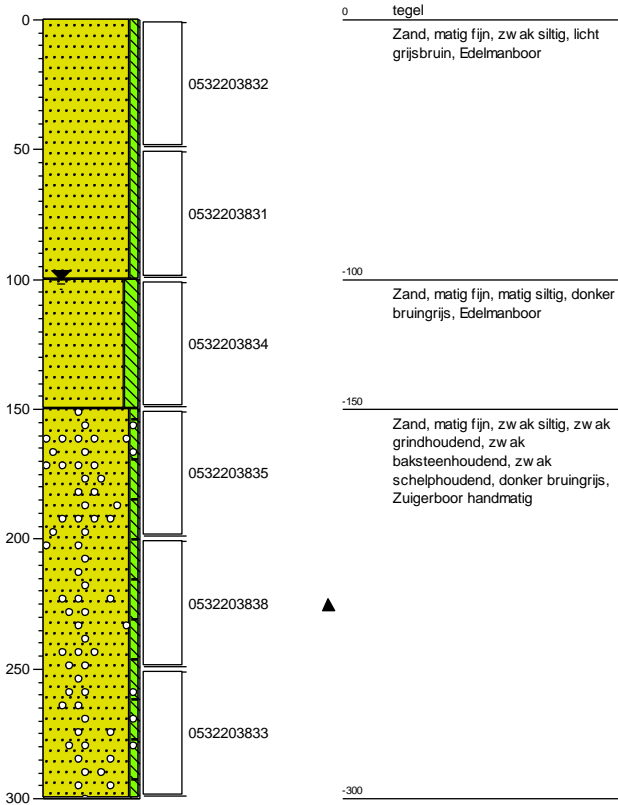 0
0 tegel
Zand, matig fijn, zwak siltig, licht
grijsbruin, Edelmanboor
0532203832
50
0532203831
100
-100
Zand, matig fijn, matig siltig, donker
bruingrijs, Edelmanboor
0532203834
150
-150
Zand, matig fijn, zwak siltig, zwak
grindhoudend, zwak
baksteenhoudend, zwak
schelphoudend, donker bruingrijs,
Zuigerboor handmatig
0532203835
200
0532203838
250
0532203833
300
-300